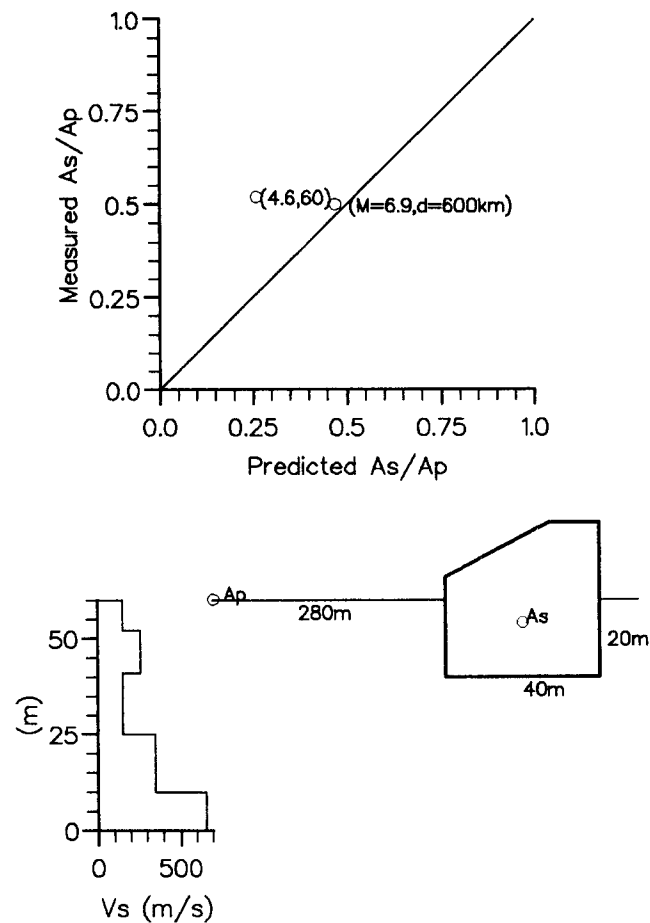 1.0
0.75
0.5
0.25
0.0
Measured As/Ap
(4.6,60)
(M=6.9,d=600km)
0.0 0.25 0.5 0.75 1.0
Predicted As/Ap
Ap
280m
As
20m
40m
50
25
0
(m)
0 500
Vs (m/s)